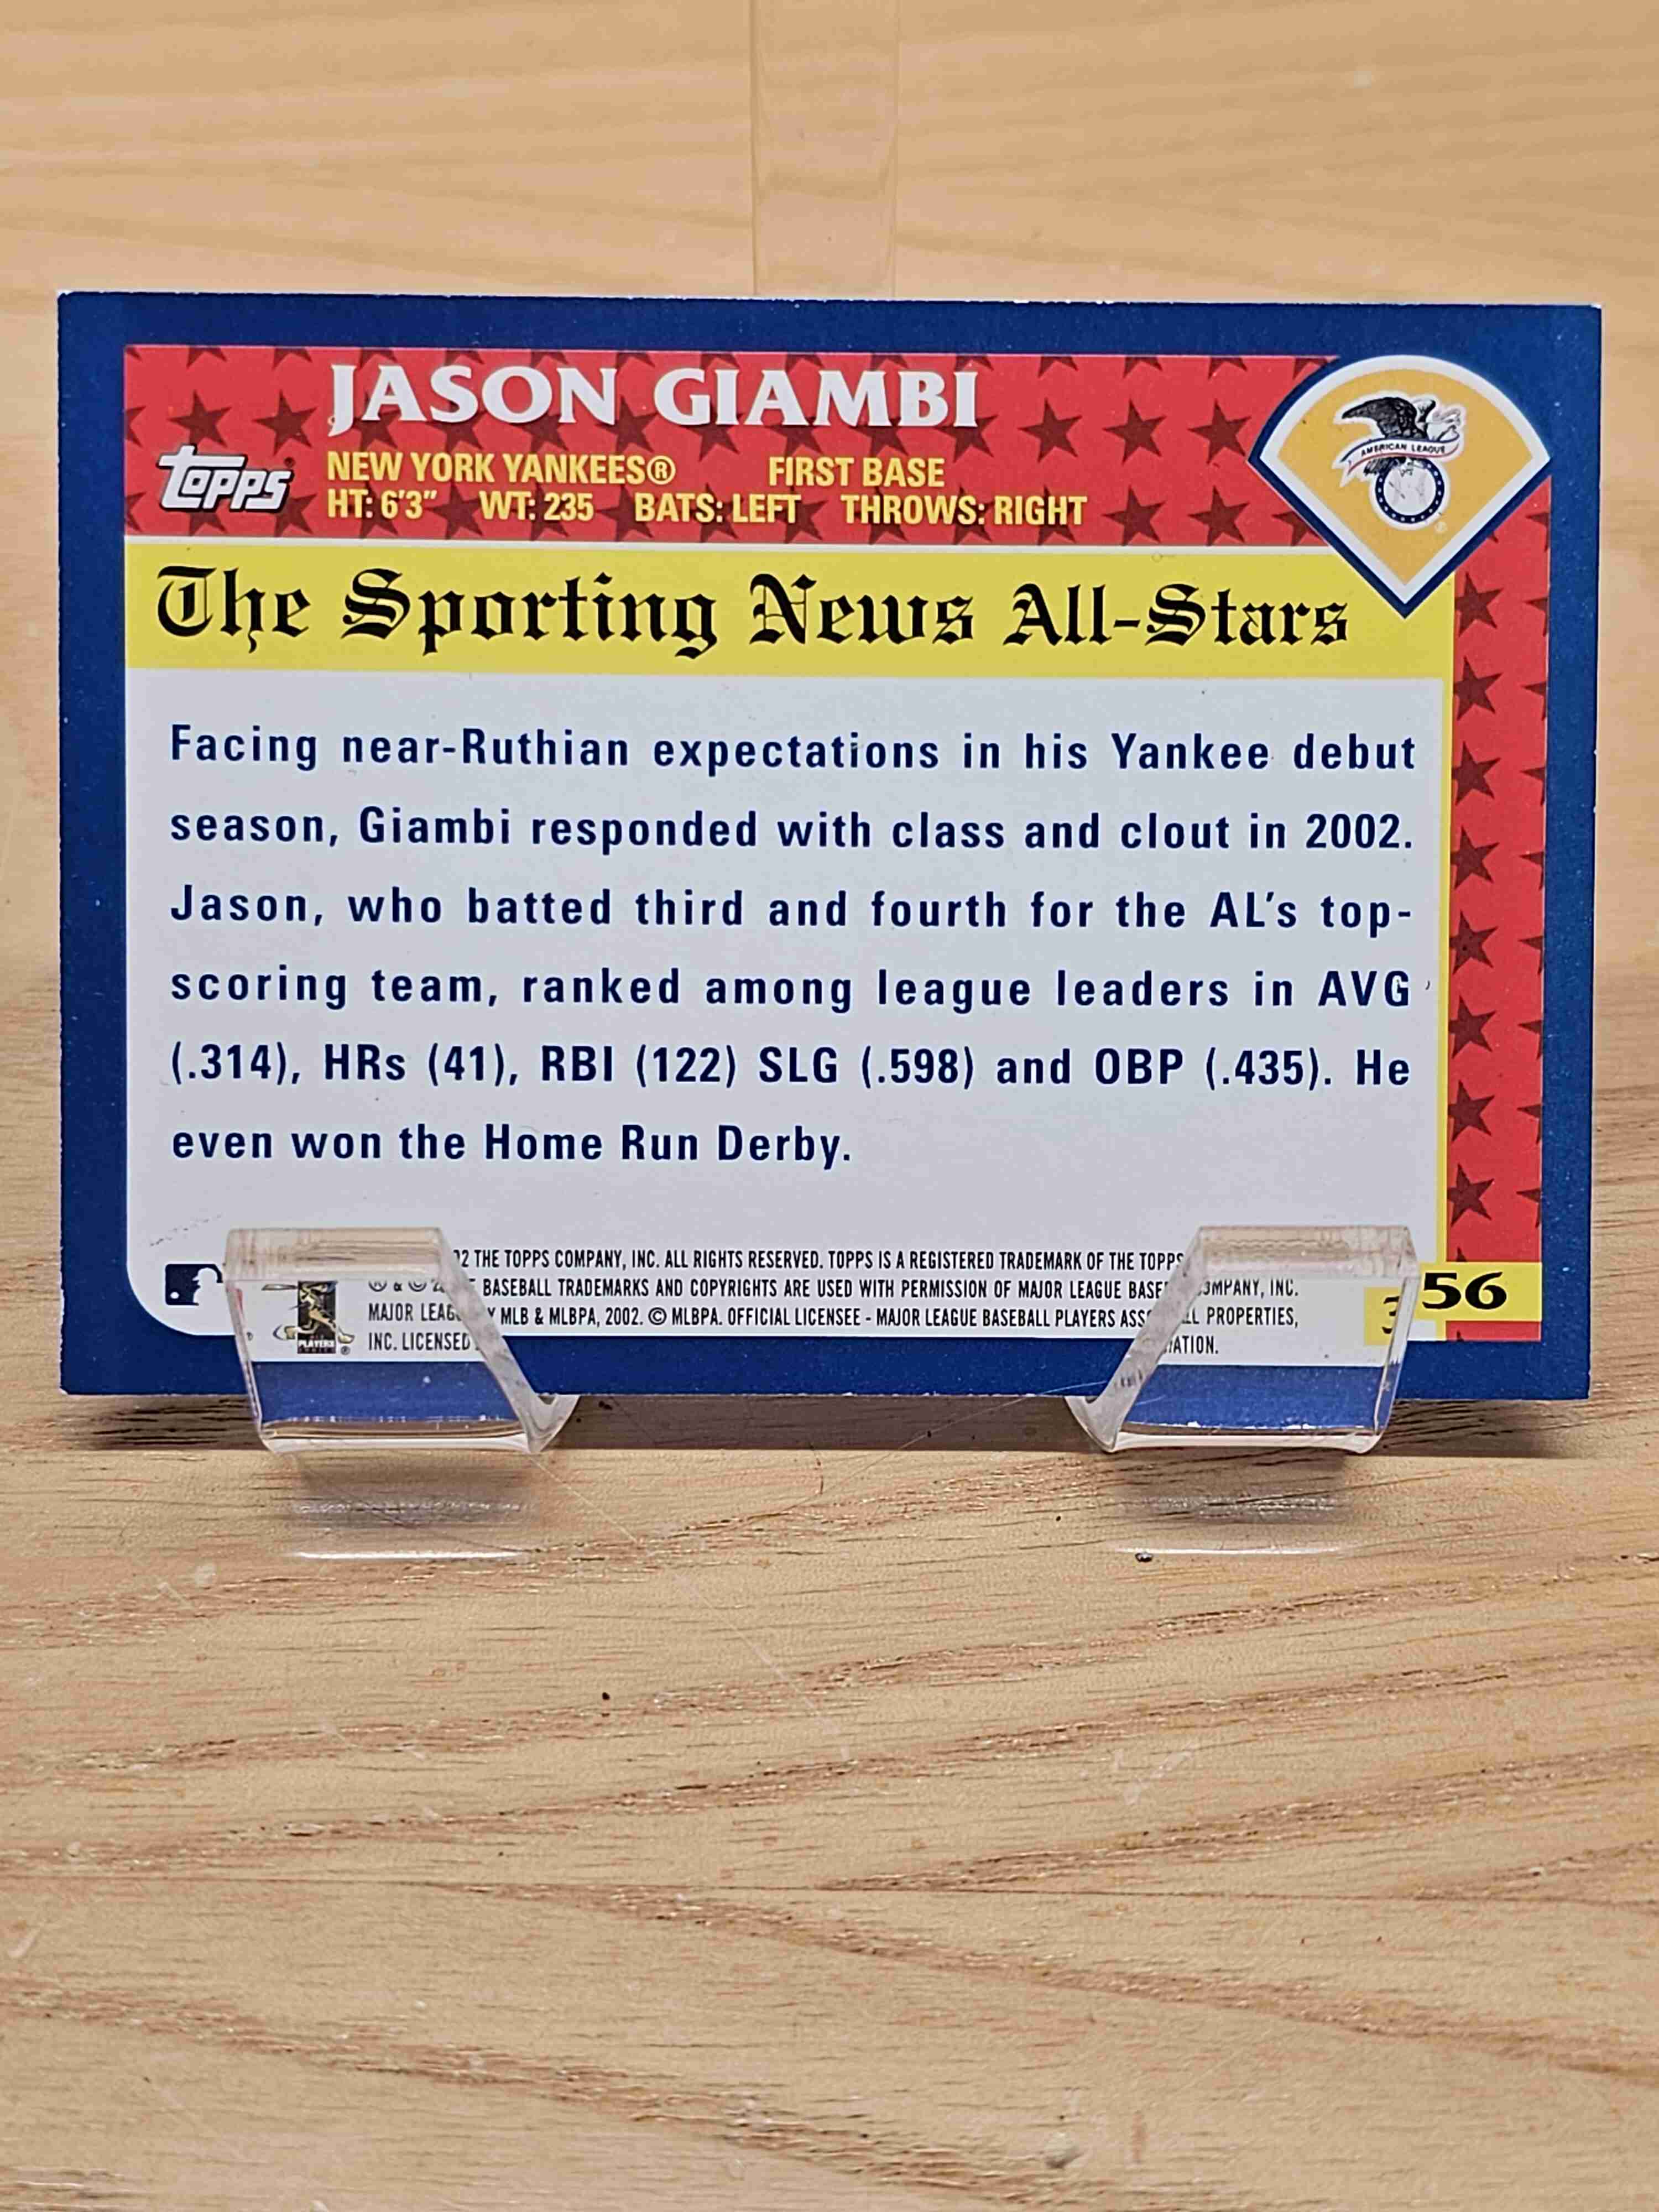 JASON GIAMBI
topps
NEW YORK YANKEES® FIRST BASE
HT: 6'3" WT: 235 BATS: LEFT THROWS: RIGHT
AMERICAN LEAGUE
The Sporting News All-Stars
Facing near-Ruthian expectations in his Yankee debut
season, Giambi responded with class and clout in 2002.
Jason, who batted third and fourth for the AL's top-
scoring team, ranked among league leaders in AVG
(.314), HRs (41), RBI (122) SLG (.598) and OBP (.435). He
even won the Home Run Derby.
THE TOPPS COMPANY, INC. ALL RIGHTS RESERVED. TOPPS IS A REGISTERED TRADEMARK OF THE TOPPS
BASEBALL TRADEMARKS AND COPYRIGHTS ARE USED WITH PERMISSION OF MAJOR LEAGUE INC.
MAJOR MLB & MLBPA, 2002. © MLBPA. OFFICIAL LICENSEE - MAJOR LEAGUE BASEBALL PLAYERS PROPERTIES,
INC. LICENSED
PLAYERS
356